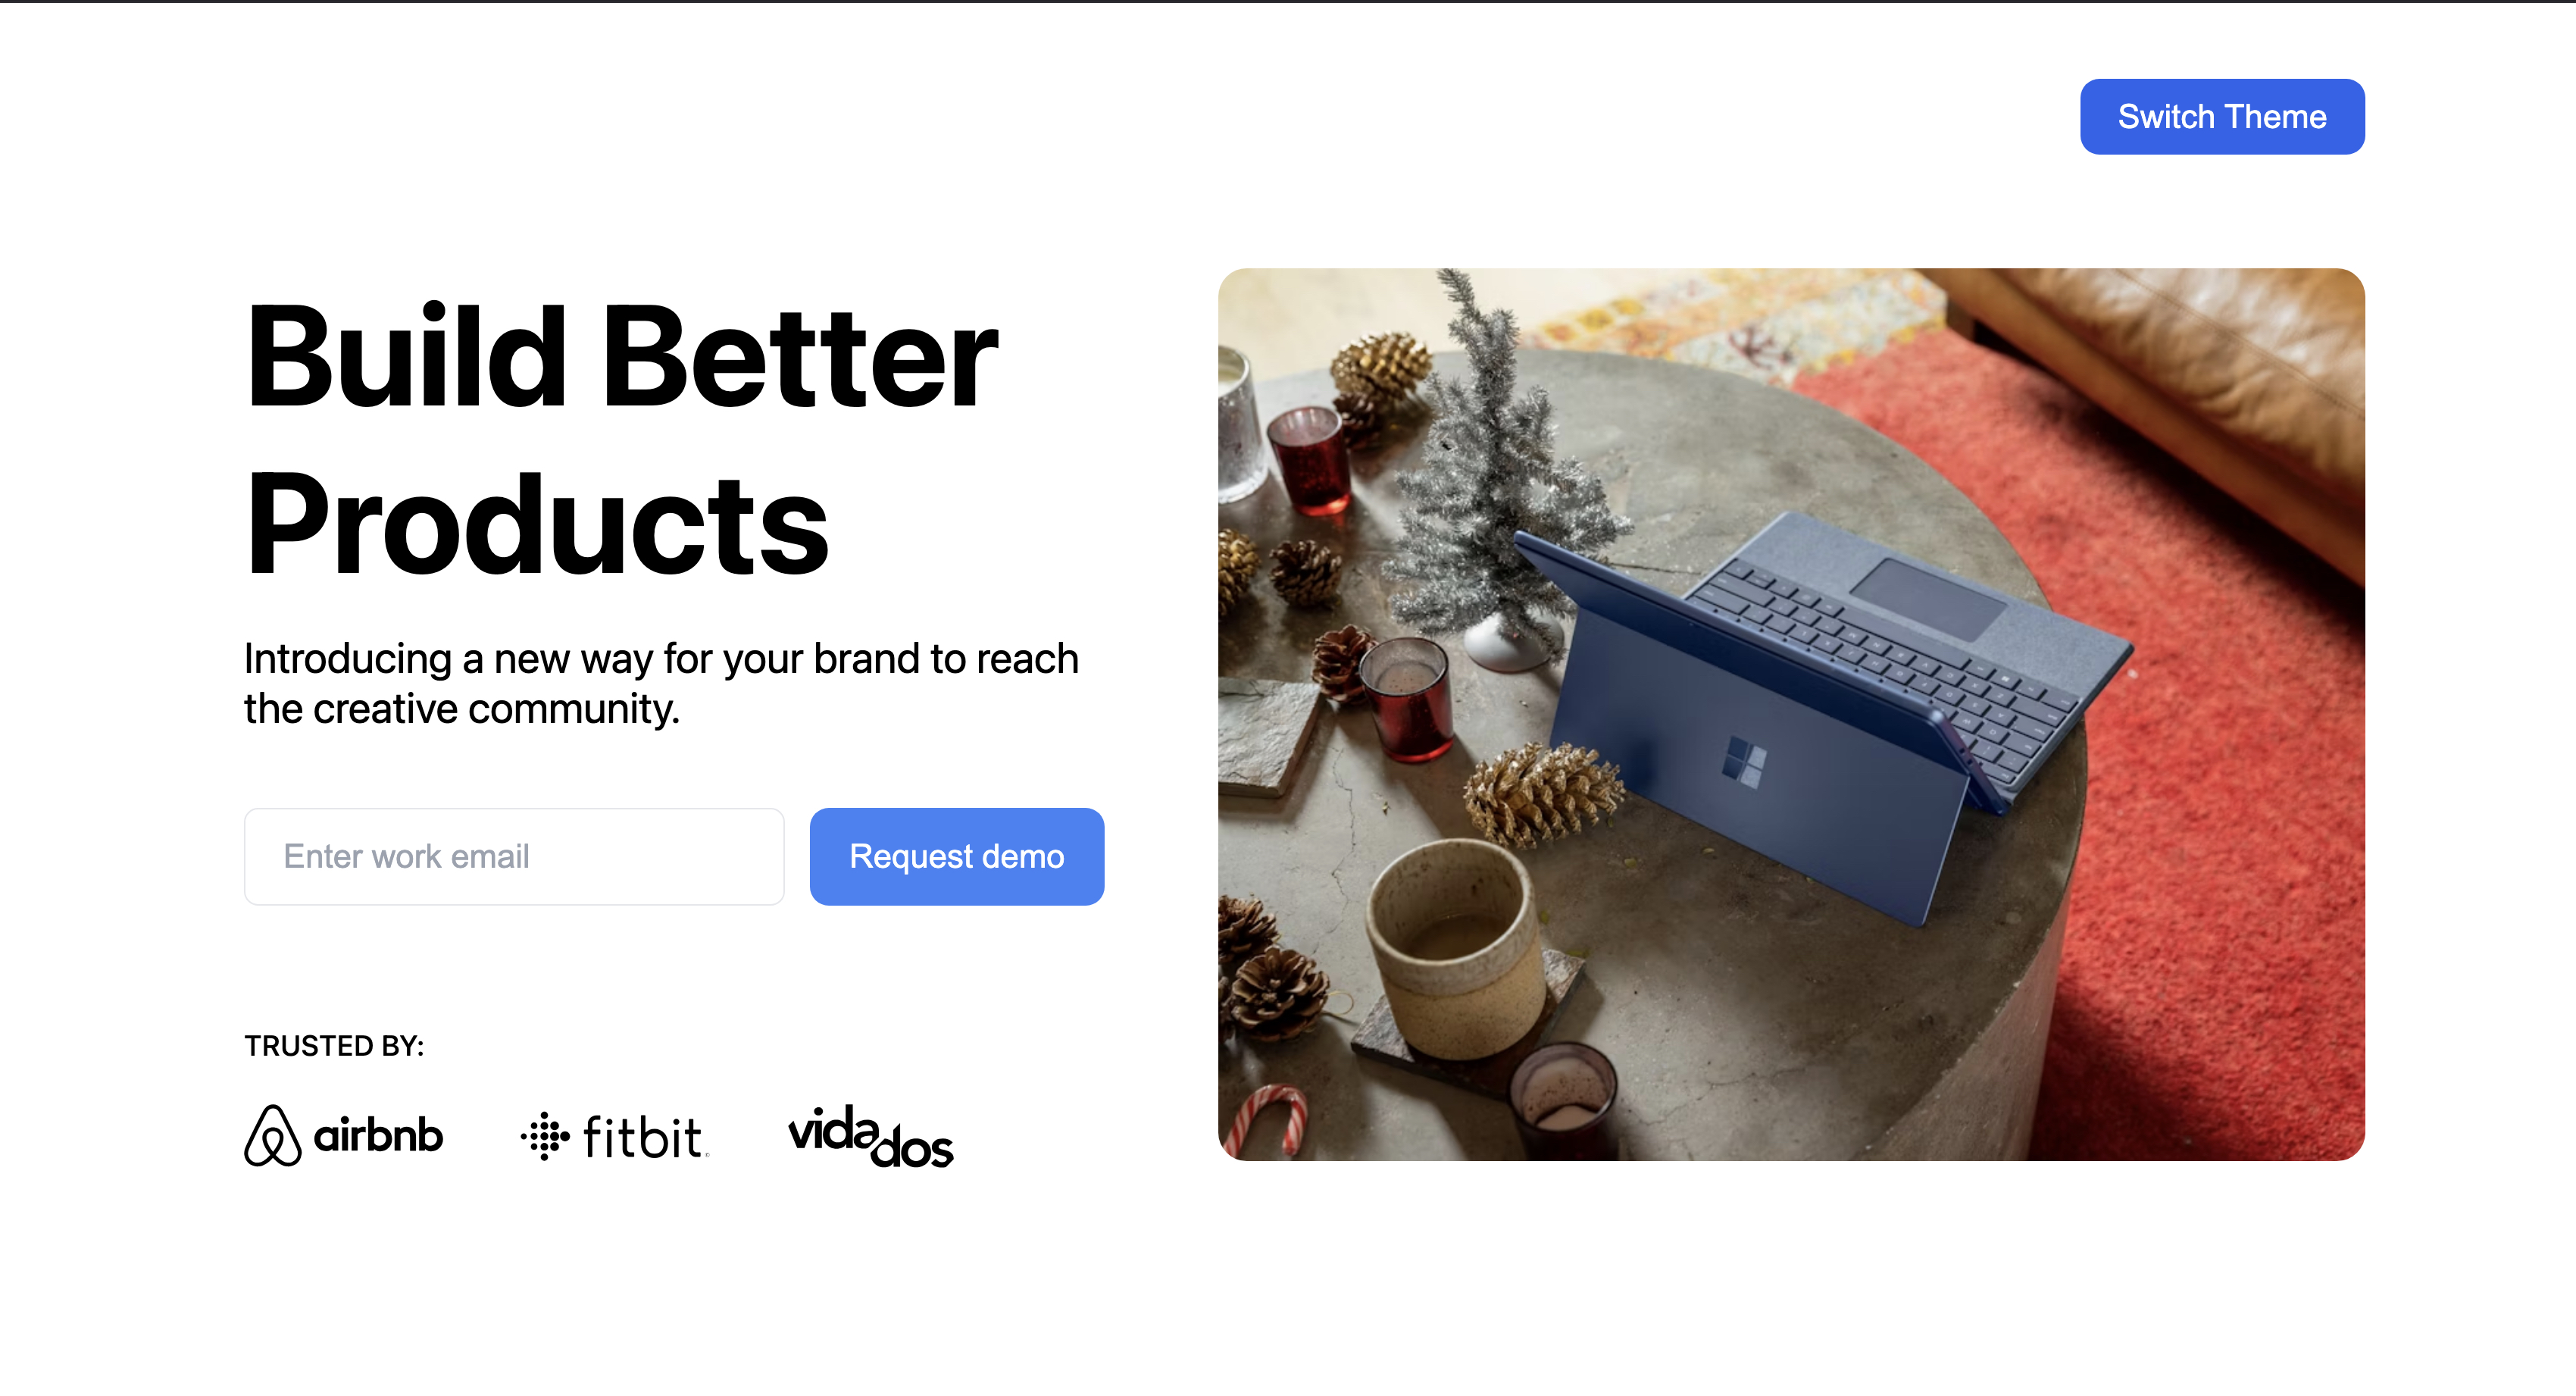 Switch Theme
Build Better
Products
Introducing a new way for your brand to reach
the creative community.
Enter work email
Request demo
TRUSTED BY:
airbnb
fitbit
vidados